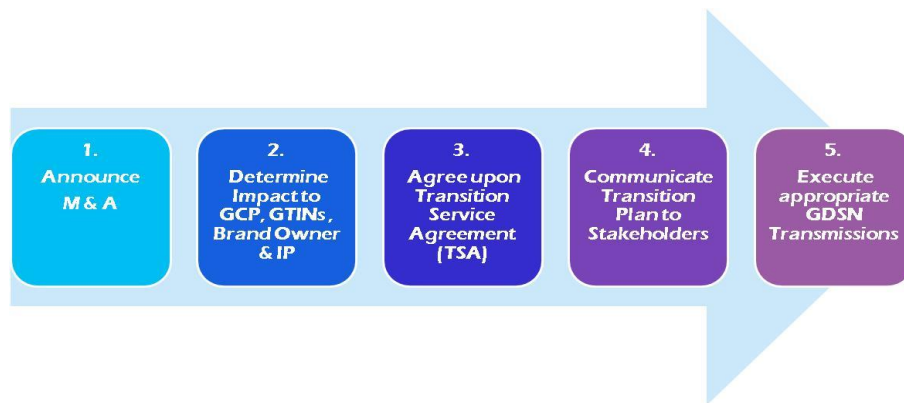 1.
Announce
M & A
2.
Determine
Impact to
GCP, GTINs,
Brand Owner
& IP
3.
Agree upon
Transition
Service
Agreement
(TSA)
4.
Communicate
Transition
Plan to
Stakeholders
5.
Execute
appropriate
GDSN
Transmissions